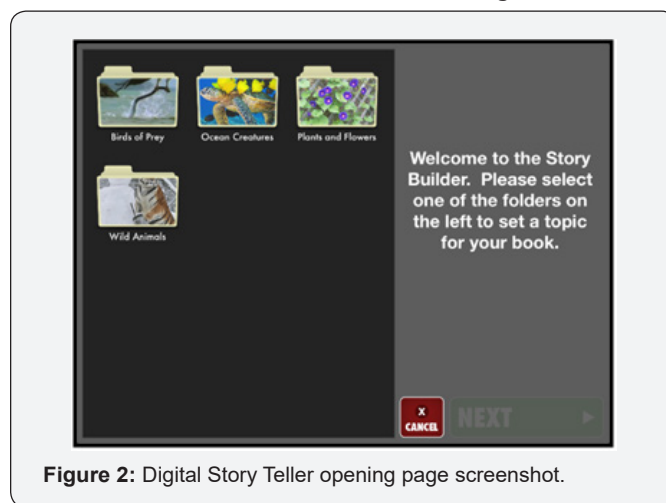 Birds of Prey
Ocean Creatures
Plants and Flowers
Wild Animals
Welcome to the Story
Builder. Please select
one of the folders on
the left to set a topic
for your book.
X
CANCEL
NEXT
Figure 2: Digital Story Teller opening page screenshot.